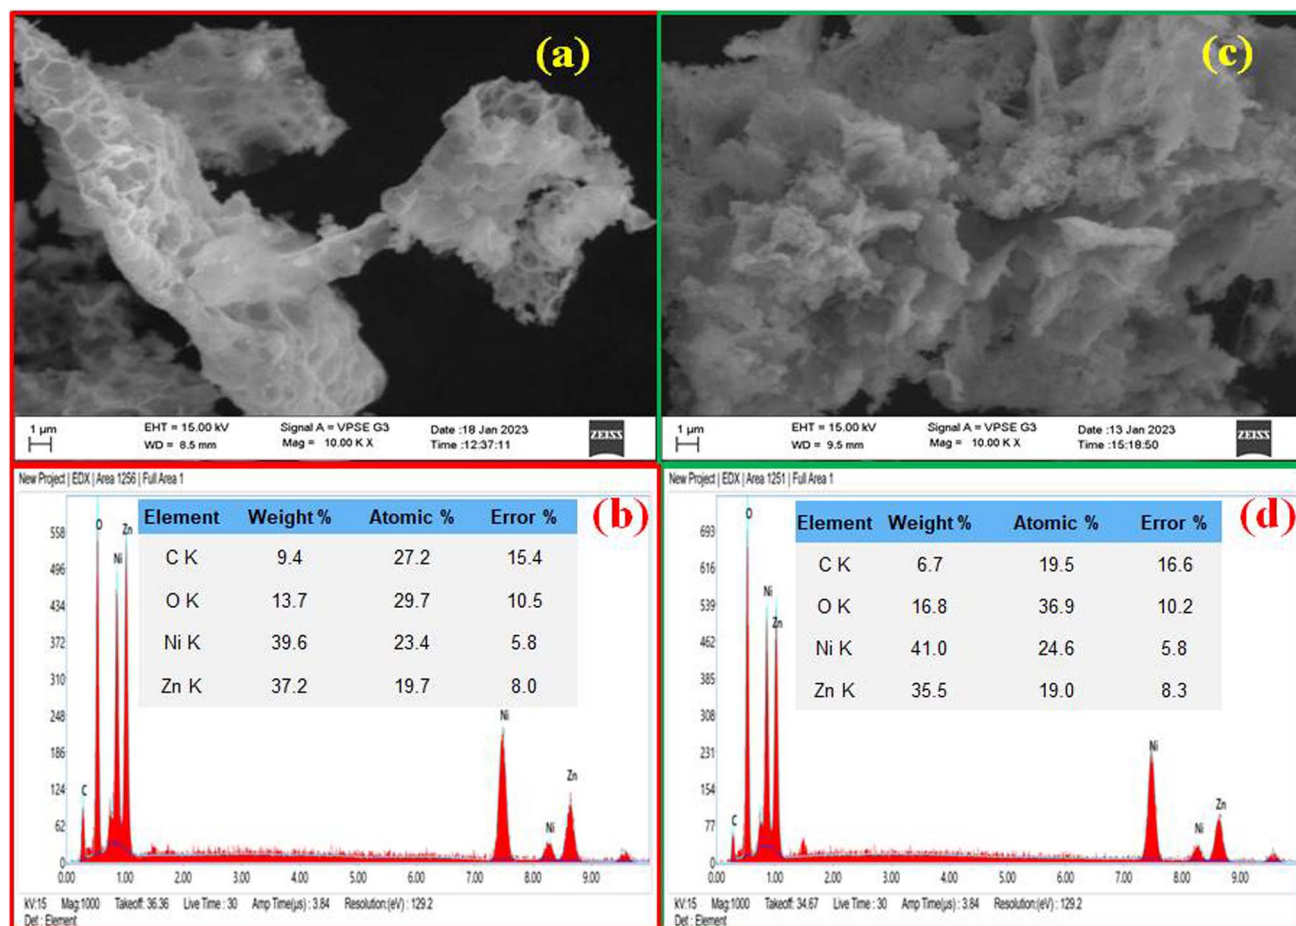 (a)
1 µm
EHT = 15.00 kV
Signal A = VPSE G3
Date :18 Jan 2023
WD = 8.5 mm
Mag = 10.00 K X
Time :12:37:11
ZEISS
(c)
1 µm
EHT = 15.00 kV
Signal A = VPSE G3
Date :13 Jan 2023
WD = 9.5 mm
Mag = 10.00 K X
Time :15:18:50
ZEISS
New Project | EDX | Area 1256 | Full Area 1
(b)
Element Weight % Atomic % Error %
C K 9.4 27.2 15.4
O K 13.7 29.7 10.5
Ni K 39.6 23.4 5.8
Zn K 37.2 19.7 8.0
558
496
434
372
310
248
186
124
62
0
C
O
Ni
Zn
Ni
Ni
Zn
0.00 1.00 2.00 3.00 4.00 5.00 6.00 7.00 8.00 9.00
kV:15 Mag:1000 Takeoff: 36.36 Live Time : 30 Amp Time(µs) : 3.84 Resolution:(eV) : 129.2
Det : Element
New Project | EDX | Area 1251 | Full Area 1
(d)
Element Weight % Atomic % Error %
C K 6.7 19.5 16.6
O K 16.8 36.9 10.2
Ni K 41.0 24.6 5.8
Zn K 35.5 19.0 8.3
693
616
539
462
385
308
231
154
77
0
C
O
Ni
Zn
Ni
Ni
Zn
0.00 1.00 2.00 3.00 4.00 5.00 6.00 7.00 8.00 9.00
kV:15 Mag:1000 Takeoff: 34.67 Live Time : 30 Amp Time(µs) : 3.84 Resolution:(eV) : 129.2
Det : Element